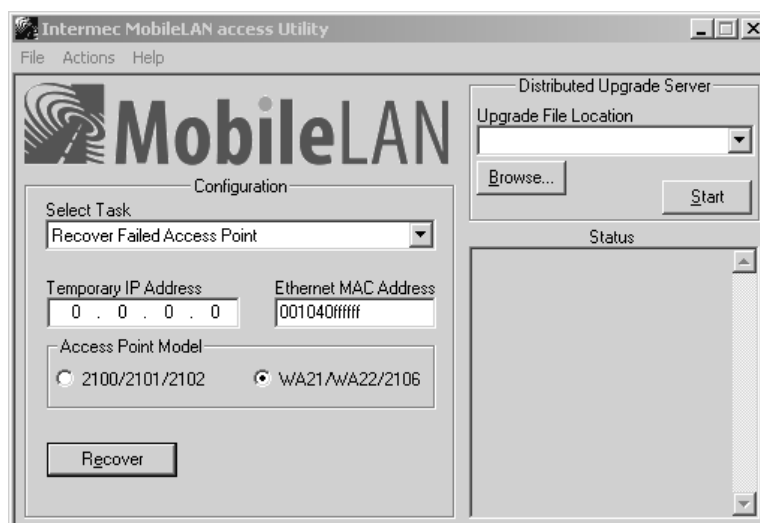 Intermec MobileLAN access Utility
File Actions Help
MobileLAN
Configuration
Select Task
Recover Failed Access Point
Temporary IP Address
0 . 0 . 0 . 0
Ethernet MAC Address
001040ffffff
Access Point Model
2100/2101/2102
WA21/WA22/2106
Recover
Distributed Upgrade Server
Upgrade File Location
Browse...
Start
Status